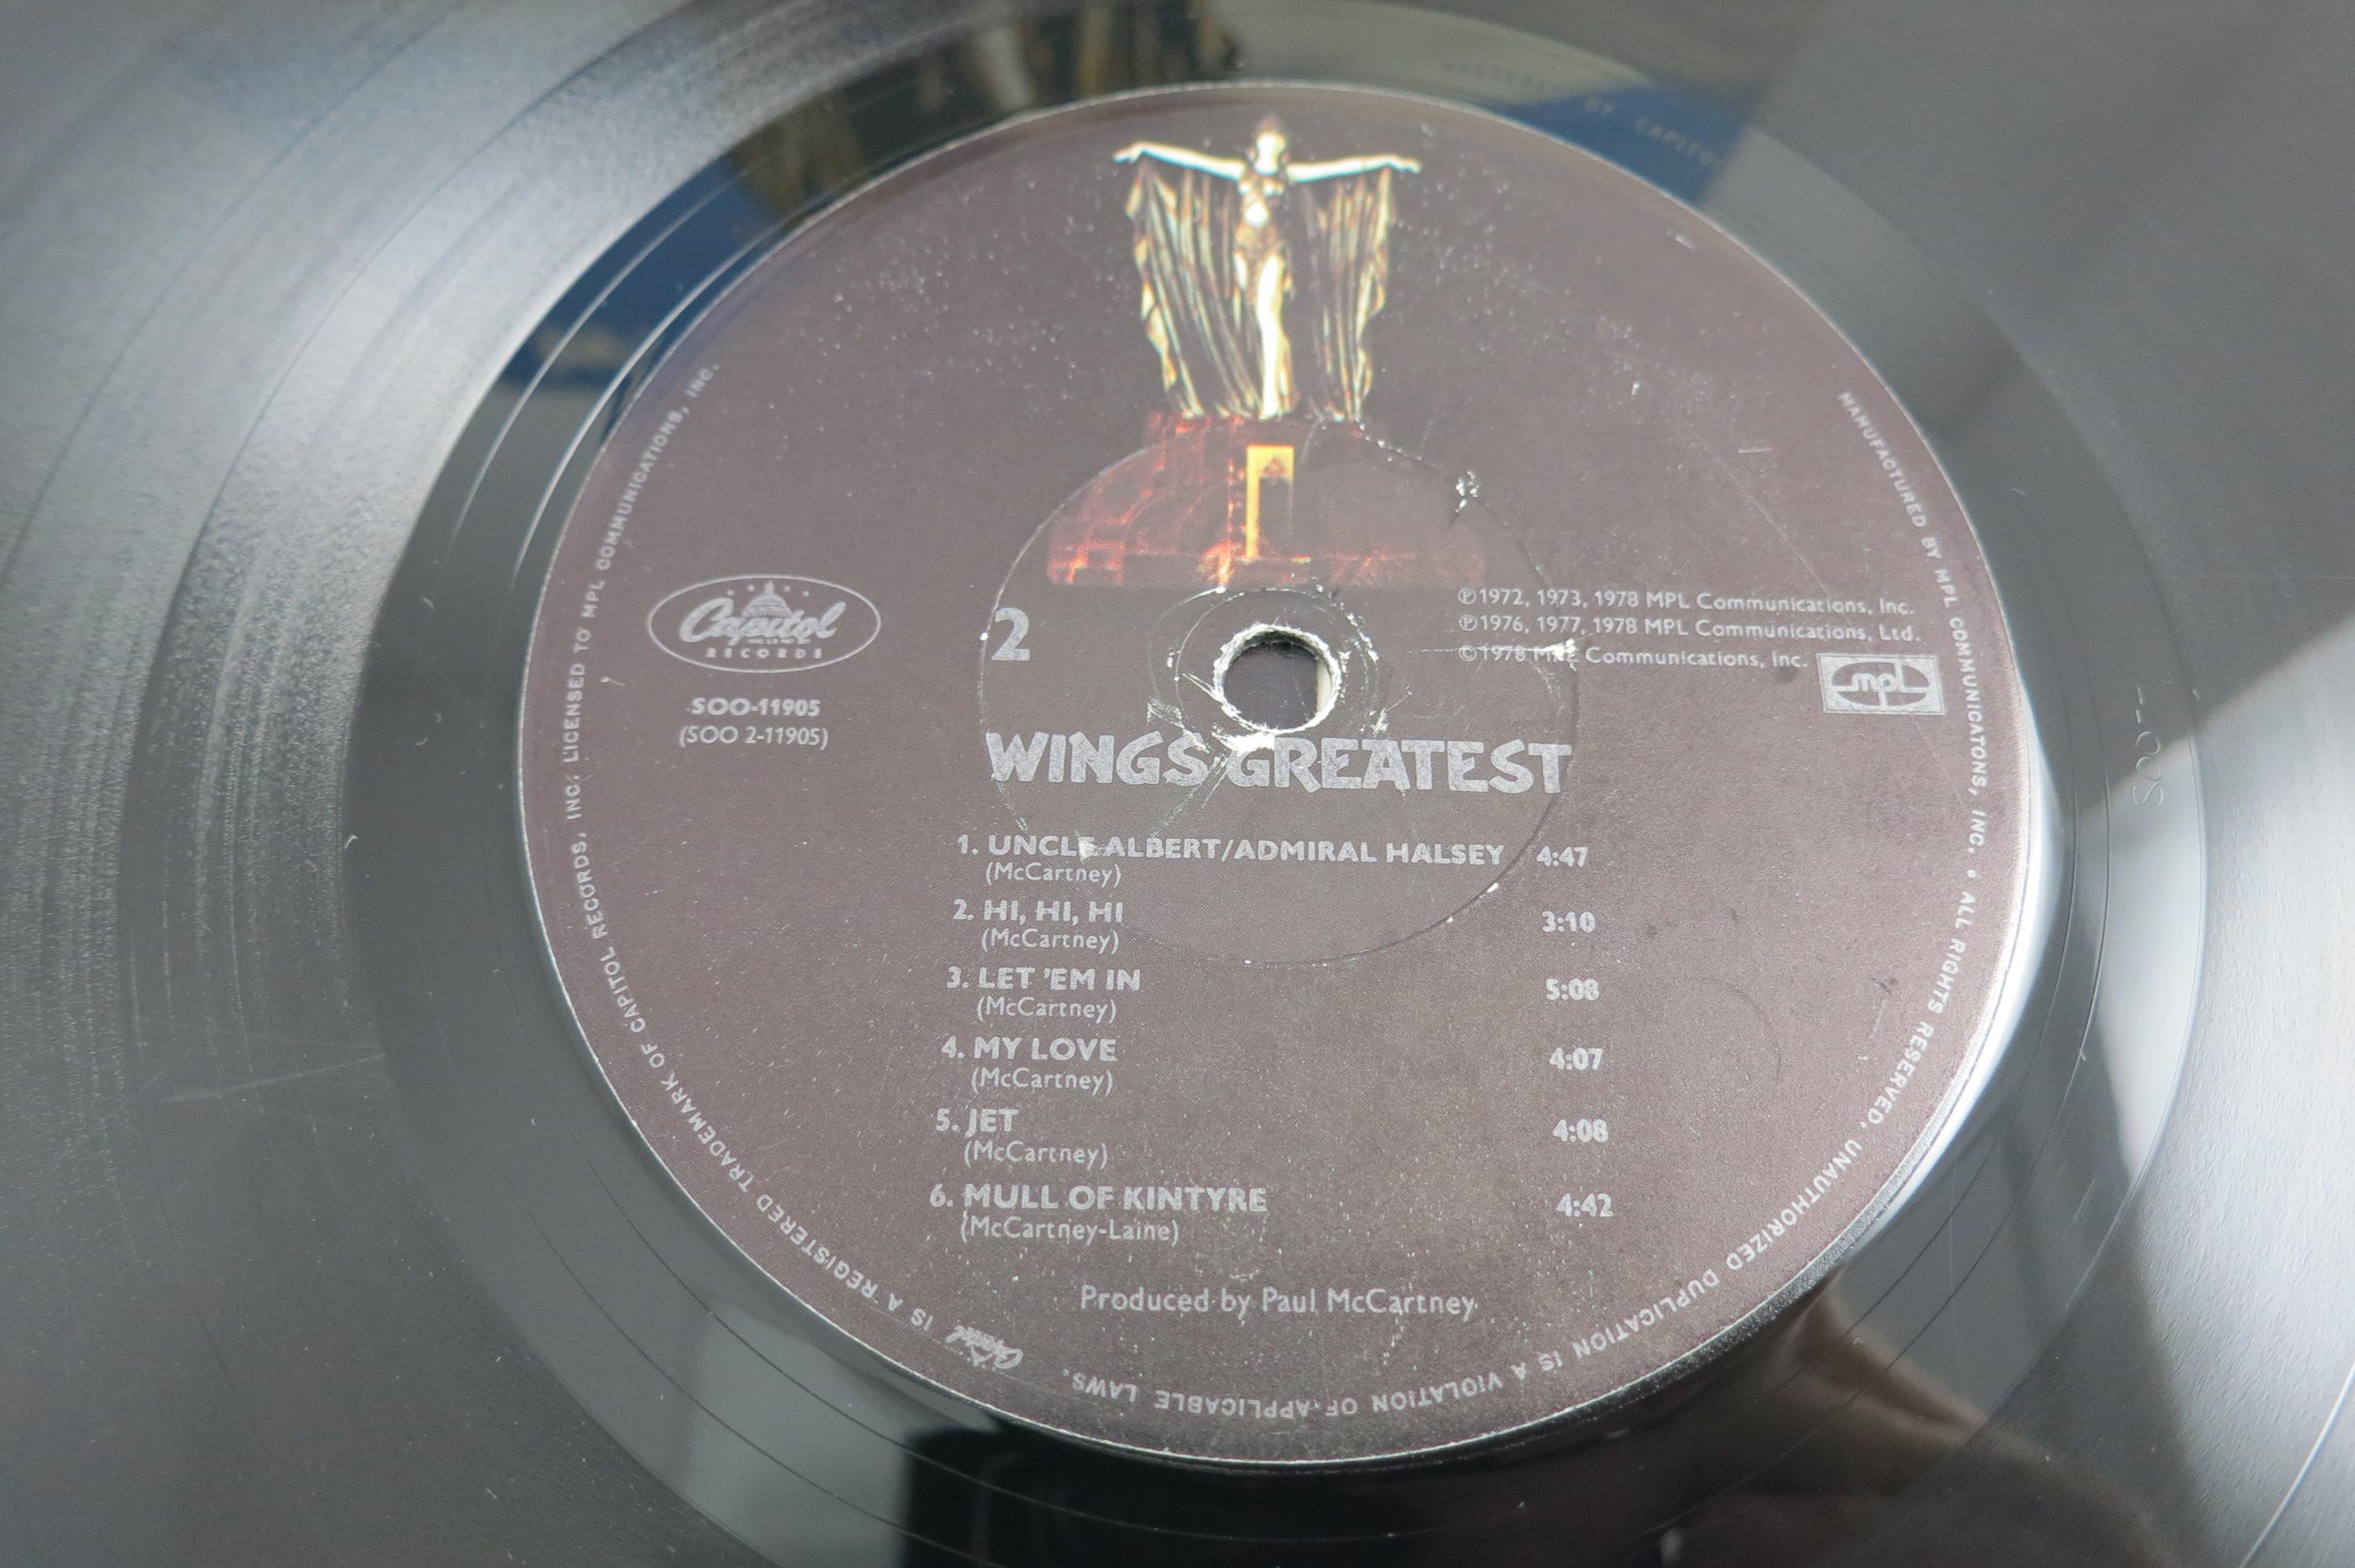 MASTERED BY CAPITOL
Capitol
RECORDS
SOO-11905
(SOO 2-11905)
2
℗1972, 1973, 1978 MPL Communications, Inc.
℗1976, 1977, 1978 MPL Communications, Ltd.
©1978 MPL Communications, Inc.
mpl
WINGS GREATEST
1. UNCLE ALBERT/ADMIRAL HALSEY 4:47
(McCartney)
2. HI, HI, HI 3:10
(McCartney)
3. LET 'EM IN 5:08
(McCartney)
4. MY LOVE 4:07
(McCartney)
5. JET 4:08
(McCartney)
6. MULL OF KINTYRE 4:42
(McCartney-Laine)
Produced by Paul McCartney
MANUFACTURED BY MPL COMMUNICATONS, INC. • ALL RIGHTS RESERVED. UNAUTHORIZED DUPLICATION IS A VIOLATION OF APPLICABLE LAWS.
Capitol IS A REGISTERED TRADEMARK OF CAPITOL RECORDS, INC. LICENSED TO MPL COMMUNICATIONS, INC.
SOO--